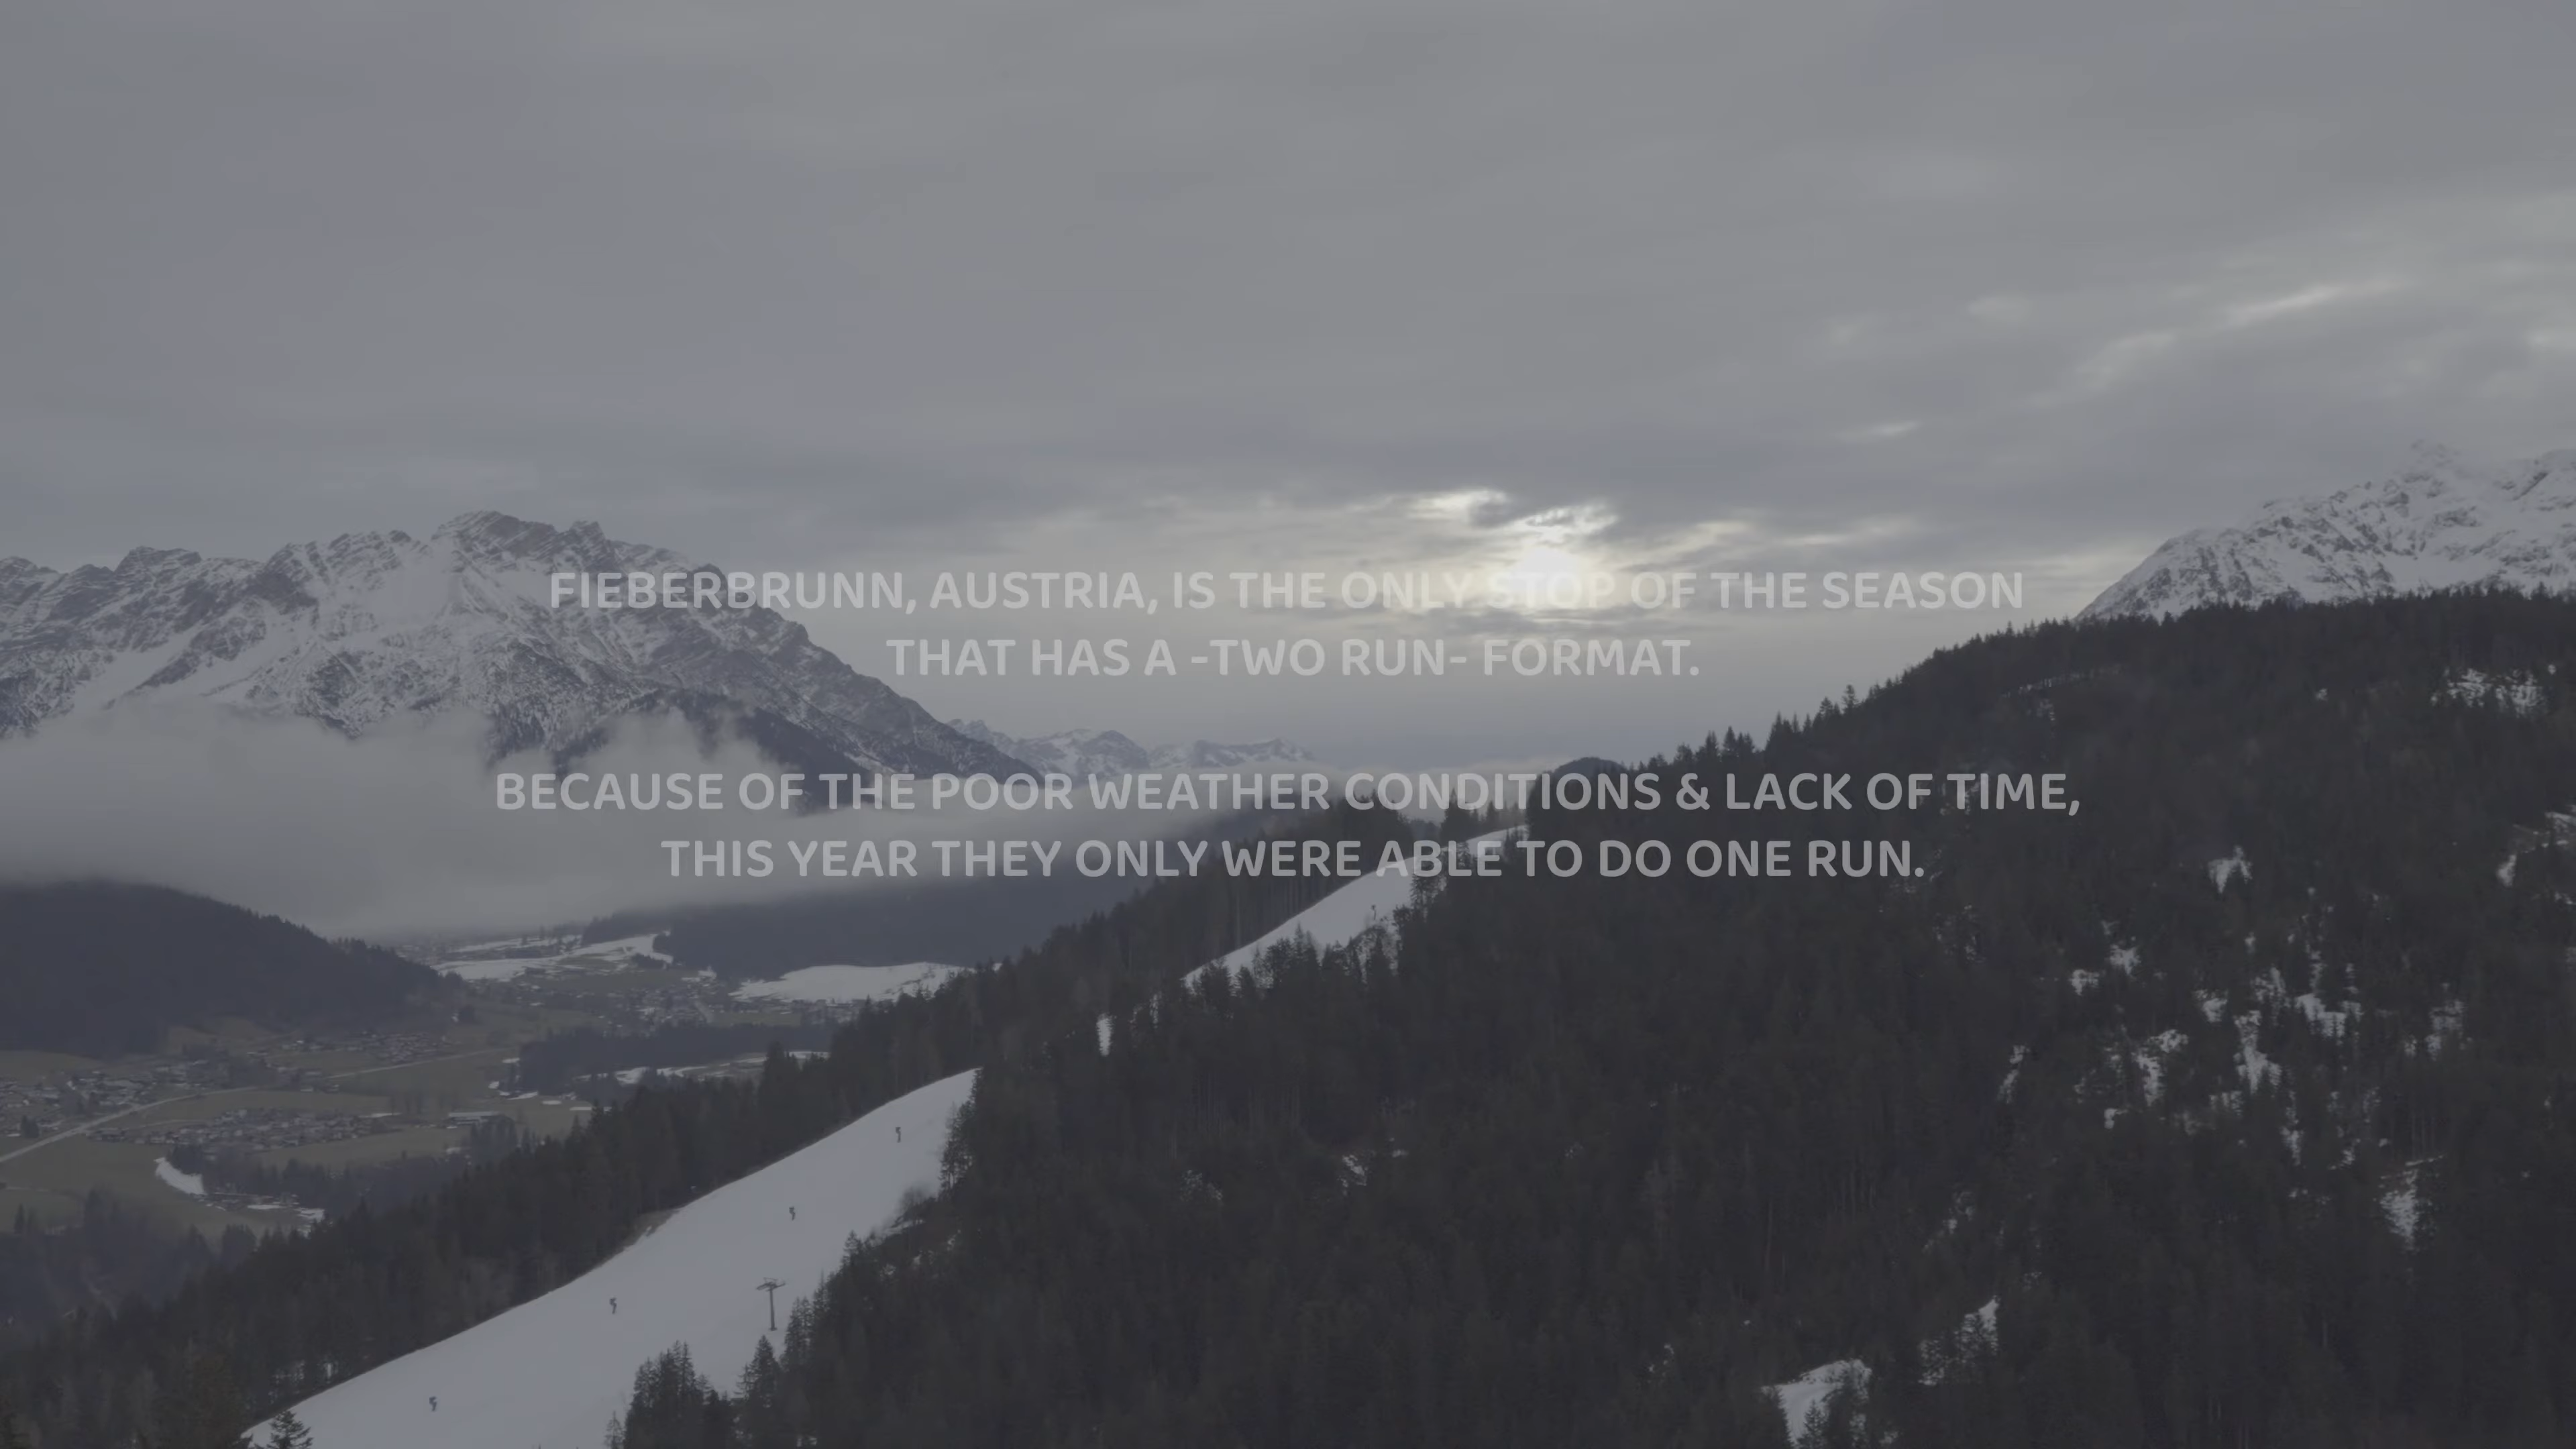 FIEBERBRUNN, AUSTRIA, IS THE ONLY STOP OF THE SEASON
THAT HAS A -TWO RUN- FORMAT.
BECAUSE OF THE POOR WEATHER CONDITIONS & LACK OF TIME,
THIS YEAR THEY ONLY WERE ABLE TO DO ONE RUN.